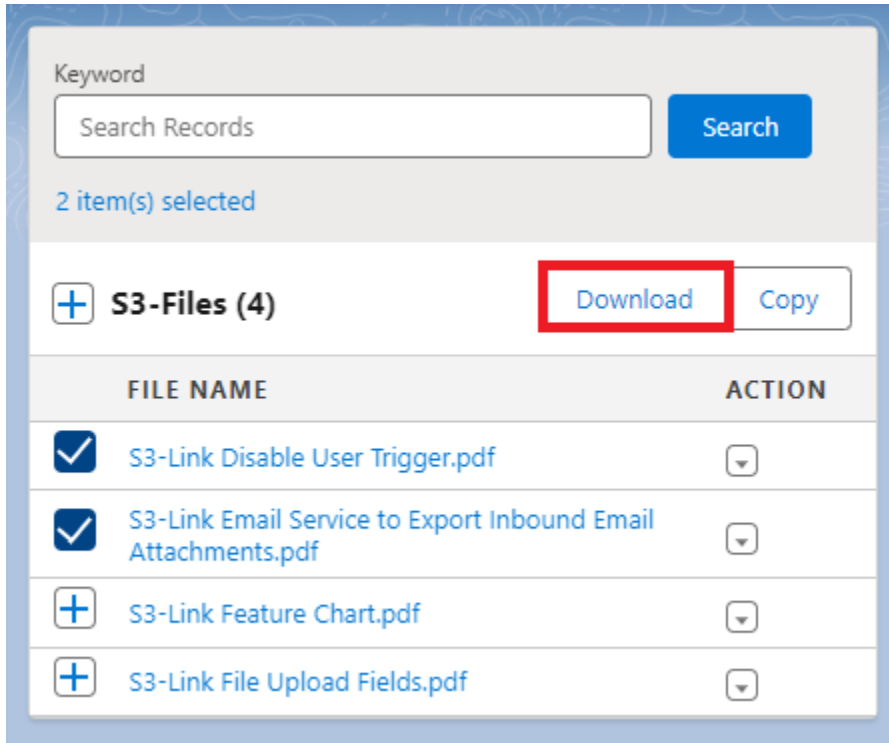 Keyword
Search Records
Search
2 item(s) selected
S3-Files (4)
Download
Copy
FILE NAME
ACTION
S3-Link Disable User Trigger.pdf
S3-Link Email Service to Export Inbound Email
Attachments.pdf
S3-Link Feature Chart.pdf
S3-Link File Upload Fields.pdf